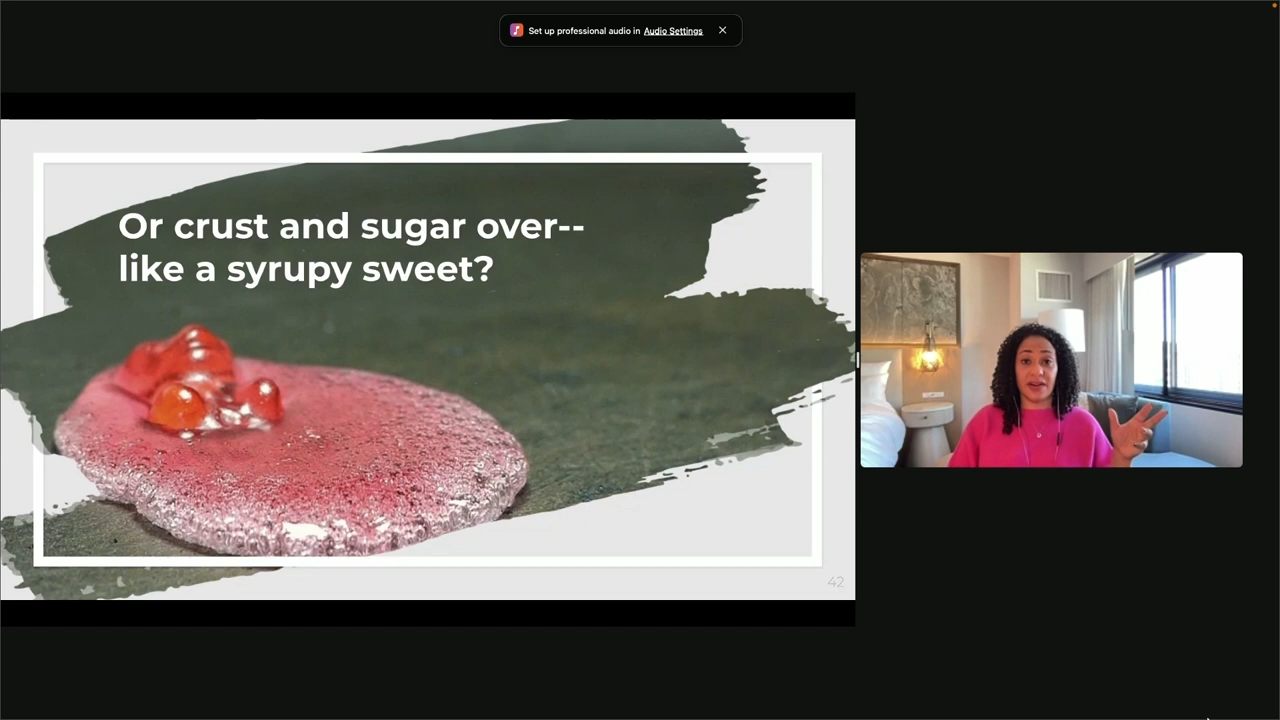 Set up professional audio in Audio Settings
Or crust and sugar over--
like a syrupy sweet?
42